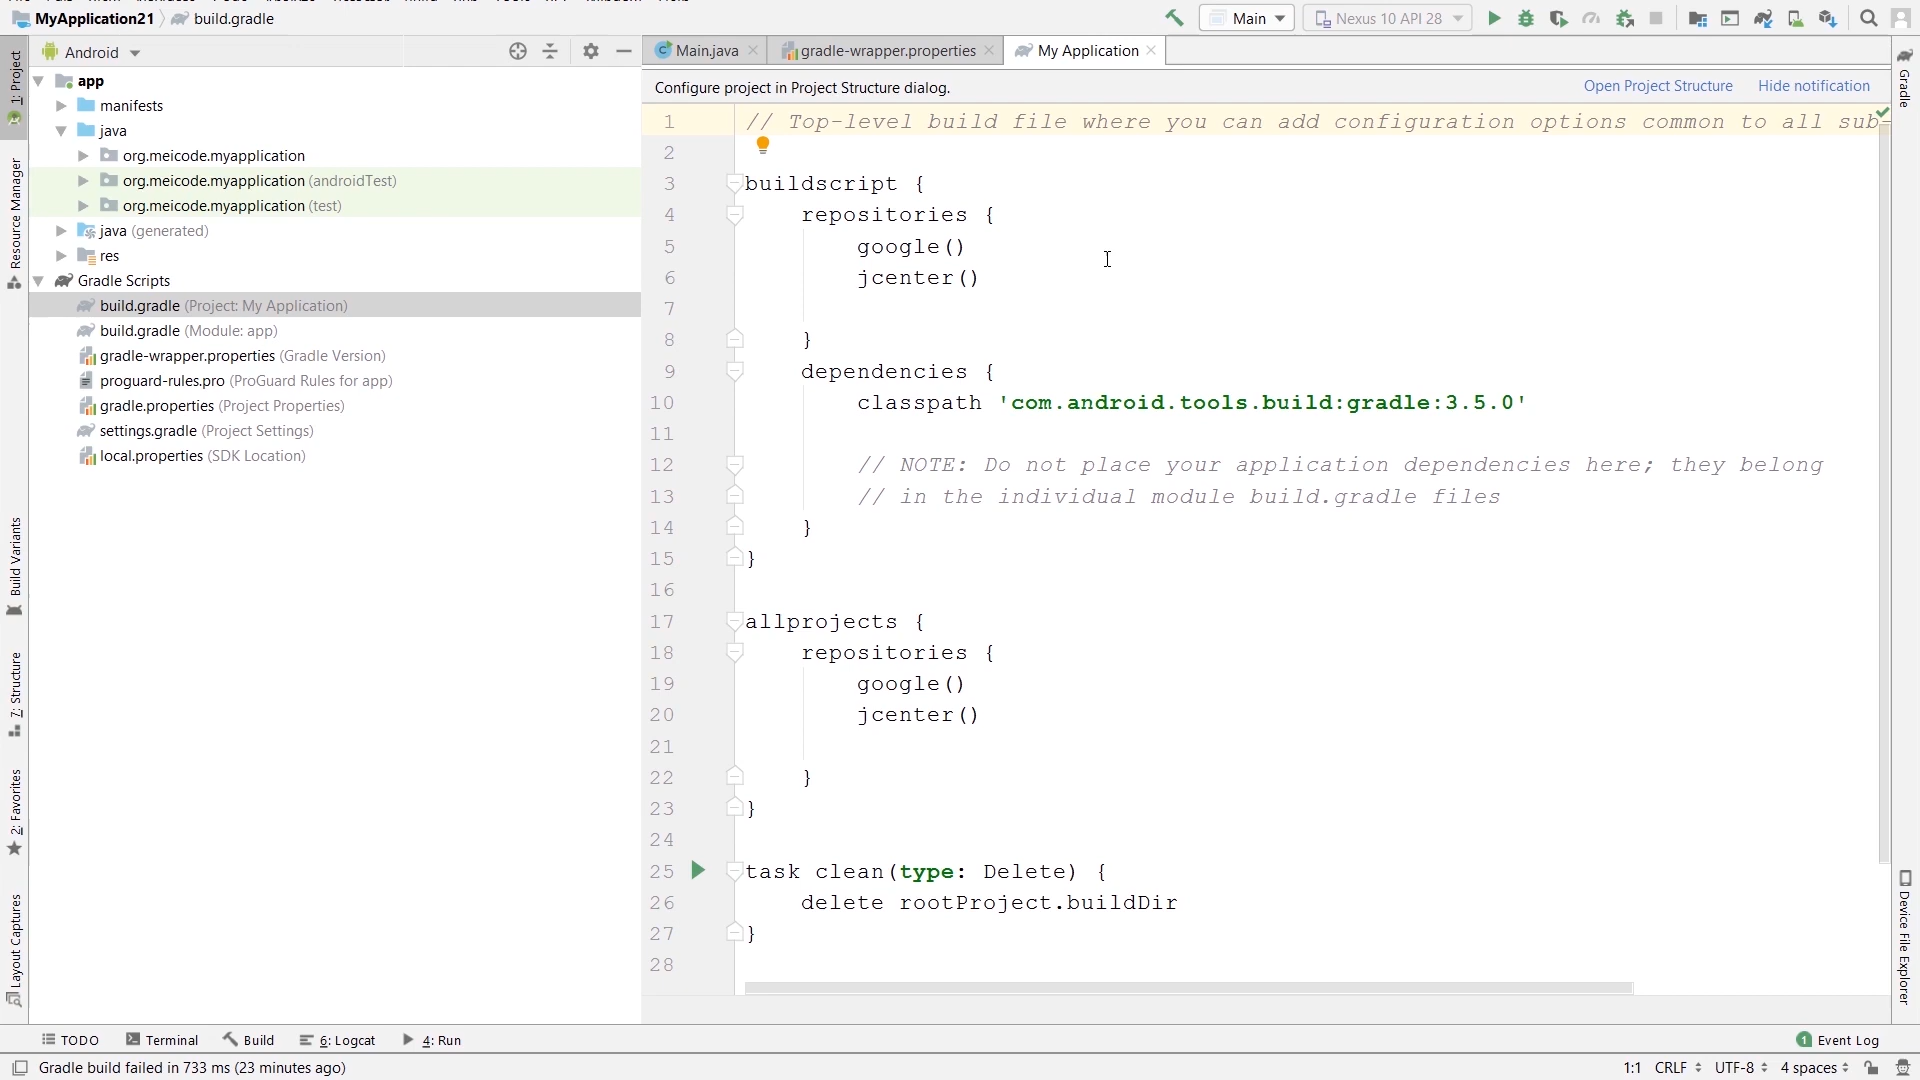 MyApplication21 build.gradle
Main Nexus 10 API 28
Android
Main.java gradle-wrapper.properties My Application
Configure project in Project Structure dialog. Open Project Structure Hide notification
1: Project
Resource Manager
Build Variants
7: Structure
2: Favorites
Layout Captures
app
manifests
java
org.meicode.myapplication
org.meicode.myapplication (androidTest)
org.meicode.myapplication (test)
java (generated)
res
Gradle Scripts
build.gradle (Project: My Application)
build.gradle (Module: app)
gradle-wrapper.properties (Gradle Version)
proguard-rules.pro (ProGuard Rules for app)
gradle.properties (Project Properties)
settings.gradle (Project Settings)
local.properties (SDK Location)
1 // Top-level build file where you can add configuration options common to all sub-
2
3 buildscript {
4 repositories {
5 google()
6 jcenter()
7
8 }
9 dependencies {
10 classpath 'com.android.tools.build:gradle:3.5.0'
11
12 // NOTE: Do not place your application dependencies here; they belong
13 // in the individual module build.gradle files
14 }
15 }
16
17 allprojects {
18 repositories {
19 google()
20 jcenter()
21
22 }
23 }
24
25 task clean(type: Delete) {
26 delete rootProject.buildDir
27 }
28
Gradle
Device File Explorer
TODO Terminal Build 6: Logcat 4: Run 1 Event Log
Gradle build failed in 733 ms (23 minutes ago) 1:1 CRLF UTF-8 4 spaces